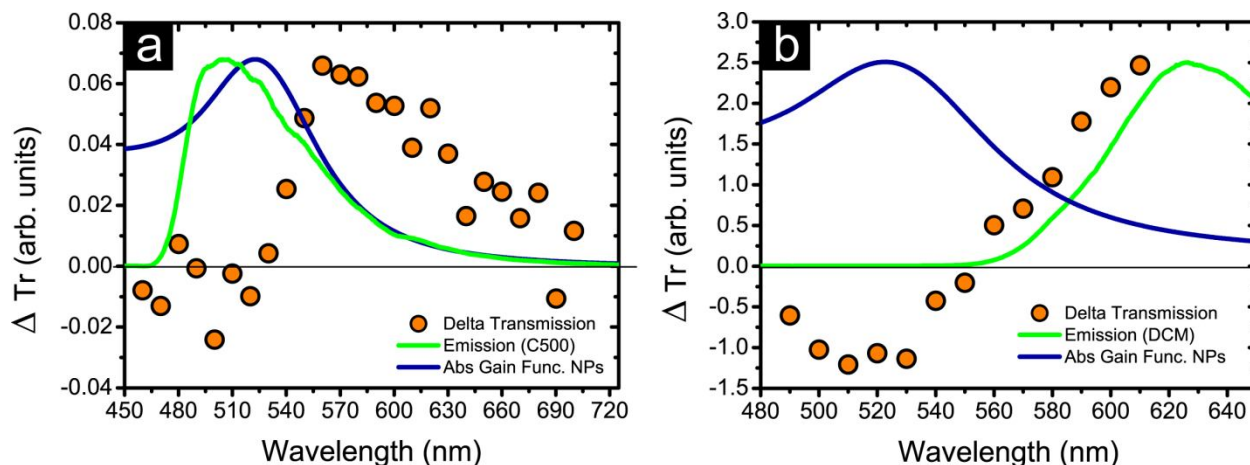 a
Δ Tr (arb. units)
0.08
0.06
0.04
0.02
0.00
-0.02
-0.04
Delta Transmission
Emission (C500)
Abs Gain Func. NPs
450 480 510 540 570 600 630 660 690 720
Wavelength (nm)
b
Δ Tr (arb. units)
3.0
2.5
2.0
1.5
1.0
0.5
0.0
-0.5
-1.0
-1.5
Delta Transmission
Emission (DCM)
Abs Gain Func. NPs
480 500 520 540 560 580 600 620 640
Wavelength (nm)